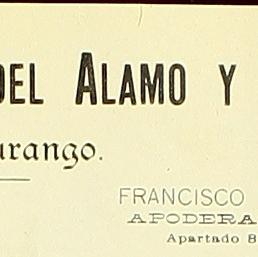 DEL ALAMO Y
urango.
FRANCISCO
APODERA
Apartado 8